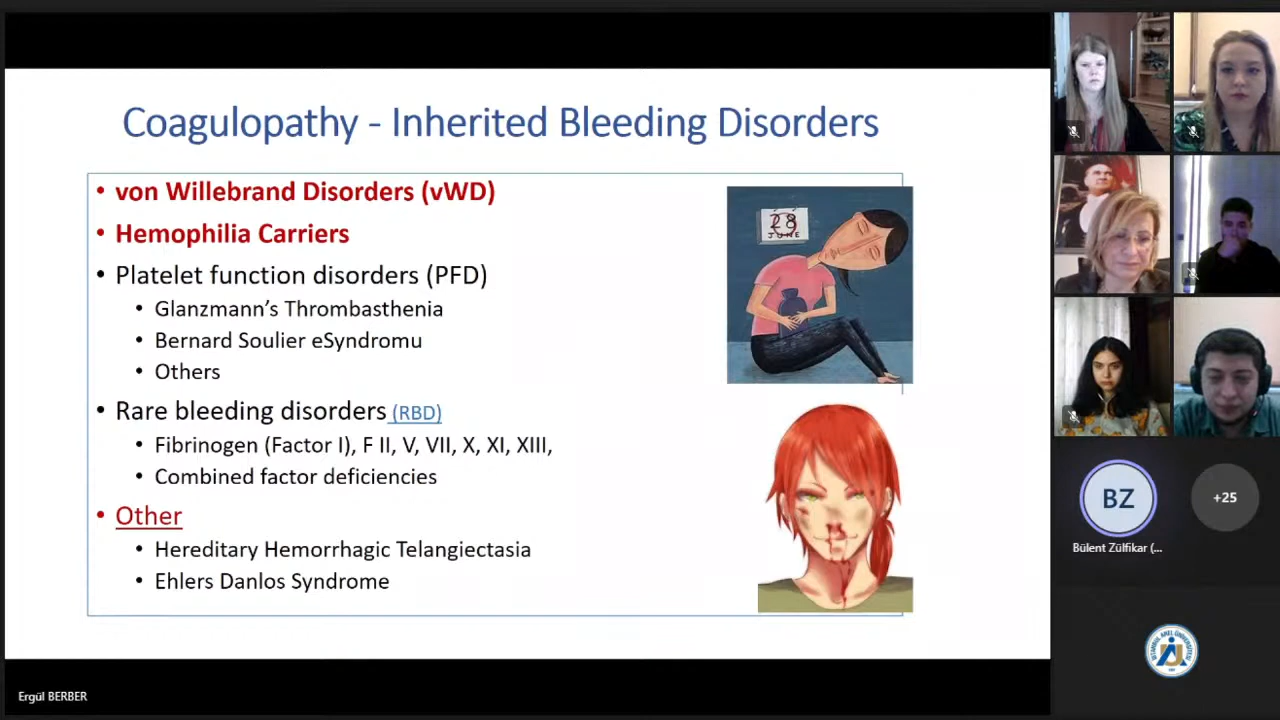 Coagulopathy - Inherited Bleeding Disorders
• von Willebrand Disorders (vWD)
• Hemophilia Carriers
• Platelet function disorders (PFD)
• Glanzmann's Thrombasthenia
• Bernard Soulier eSyndromu
• Others
• Rare bleeding disorders (RBD)
• Fibrinogen (Factor I), F II, V, VII, X, XI, XIII,
• Combined factor deficiencies
• Other
• Hereditary Hemorrhagic Telangiectasia
• Ehlers Danlos Syndrome
28
JUNE
BZ
+25
Bülent Zülfikar (...
Ergül BERBER